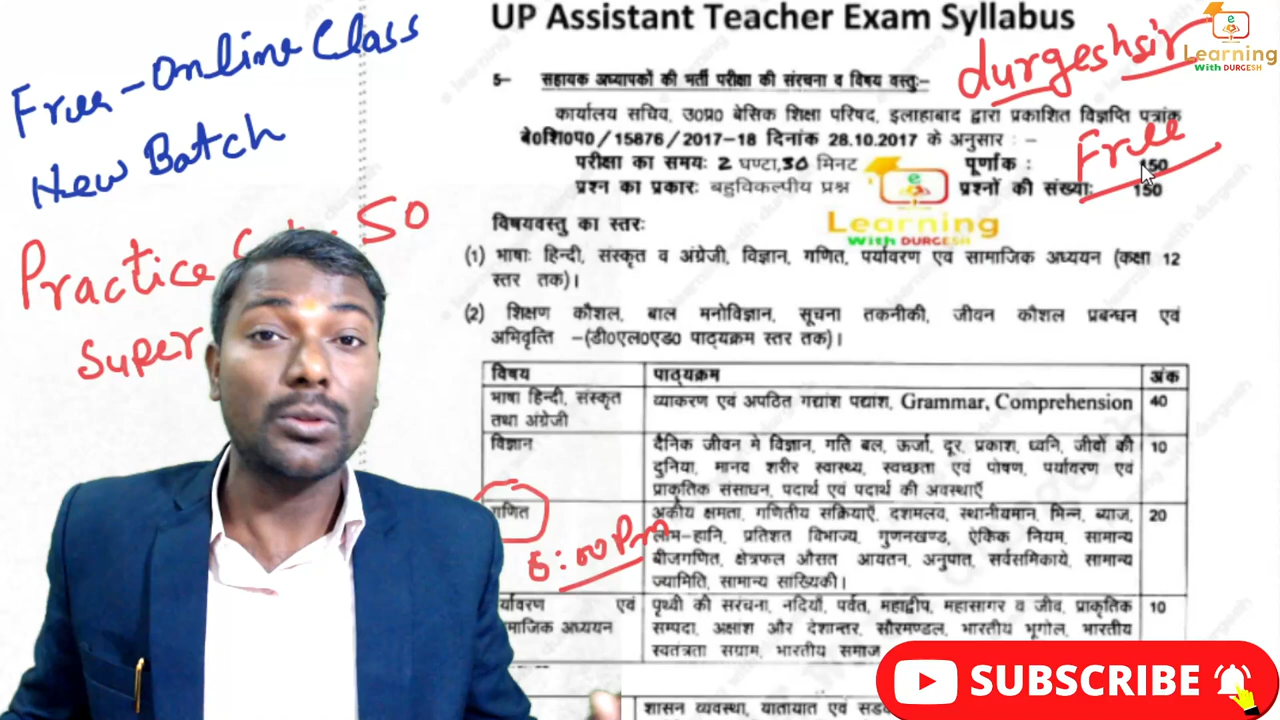 UP Assistant Teacher Exam Syllabus
Free - Online Class
New Batch
Practice 50
Super
durgeshsir
Free
Learning
With DURGESH
5- सहायक अध्यापकों की भर्ती परीक्षा की संरचना व विषय वस्तुः-
कार्यालय सचिव, उ0प्र0 बेसिक शिक्षा परिषद, इलाहाबाद द्वारा प्रकाशित विज्ञप्ति पत्रांक
बे0शि0प0/15876/2017-18 दिनांक 28.10.2017 के अनुसार : -
परीक्षा का समयः 2 घण्टा,30 मिनट पूर्णांक : 150
प्रश्न का प्रकारः बहुविकल्पीय प्रश्न प्रश्नों की संख्याः 150
Learning
With DURGESH
विषयवस्तु का स्तरः
(1) भाषाः हिन्दी, संस्कृत व अंग्रेजी, विज्ञान, गणित, पर्यावरण एवं सामाजिक अध्ययन (कक्षा 12
स्तर तक)।
(2) शिक्षण कौशल, बाल मनोविज्ञान, सूचना तकनीकी, जीवन कौशल प्रबन्धन एवं
अभिवृत्ति -(डी0एल0एड0 पाठ्यक्रम स्तर तक)।
विषय पाठ्यक्रम अंक
भाषा हिन्दी, संस्कृत व्याकरण एवं अपठित गद्यांश पद्यांश, Grammar, Comprehension 40
तथा अंग्रेजी
विज्ञान दैनिक जीवन मे विज्ञान, गति बल, ऊर्जा, दूर, प्रकाश, ध्वनि, जीवों की 10
दुनिया, मानव शरीर स्वास्थ्य, स्वच्छता एवं पोषण, पर्यावरण एवं
प्राकृतिक संसाधन, पदार्थ एवं पदार्थ की अवस्थाएँ
गणित अंकीय क्षमता, गणितीय सक्रियाएँ, दशमलव, स्थानीयमान, भिन्न, ब्याज, 20
लाभ-हानि, प्रतिशत विभाज्य, गुणनखण्ड, ऐकिक नियम, सामान्य
बीजगणित, क्षेत्रफल औसत आयतन, अनुपात, सर्वसमिकाये, सामान्य
ज्यामिति, सामान्य सांख्यिकी।
पर्यावरण एवं पृथ्वी की सरंचना, नदियाँ, पर्वत, महाद्वीप, महासागर व जीव, प्राकृतिक 10
सामाजिक अध्ययन सम्पदा, अक्षाश और देशान्तर, सौरमण्डल, भारतीय भूगोल, भारतीय
स्वतंत्रता सग्राम, भारतीय समाज
शासन व्यवस्था, यातायात एवं
SUBSCRIBE